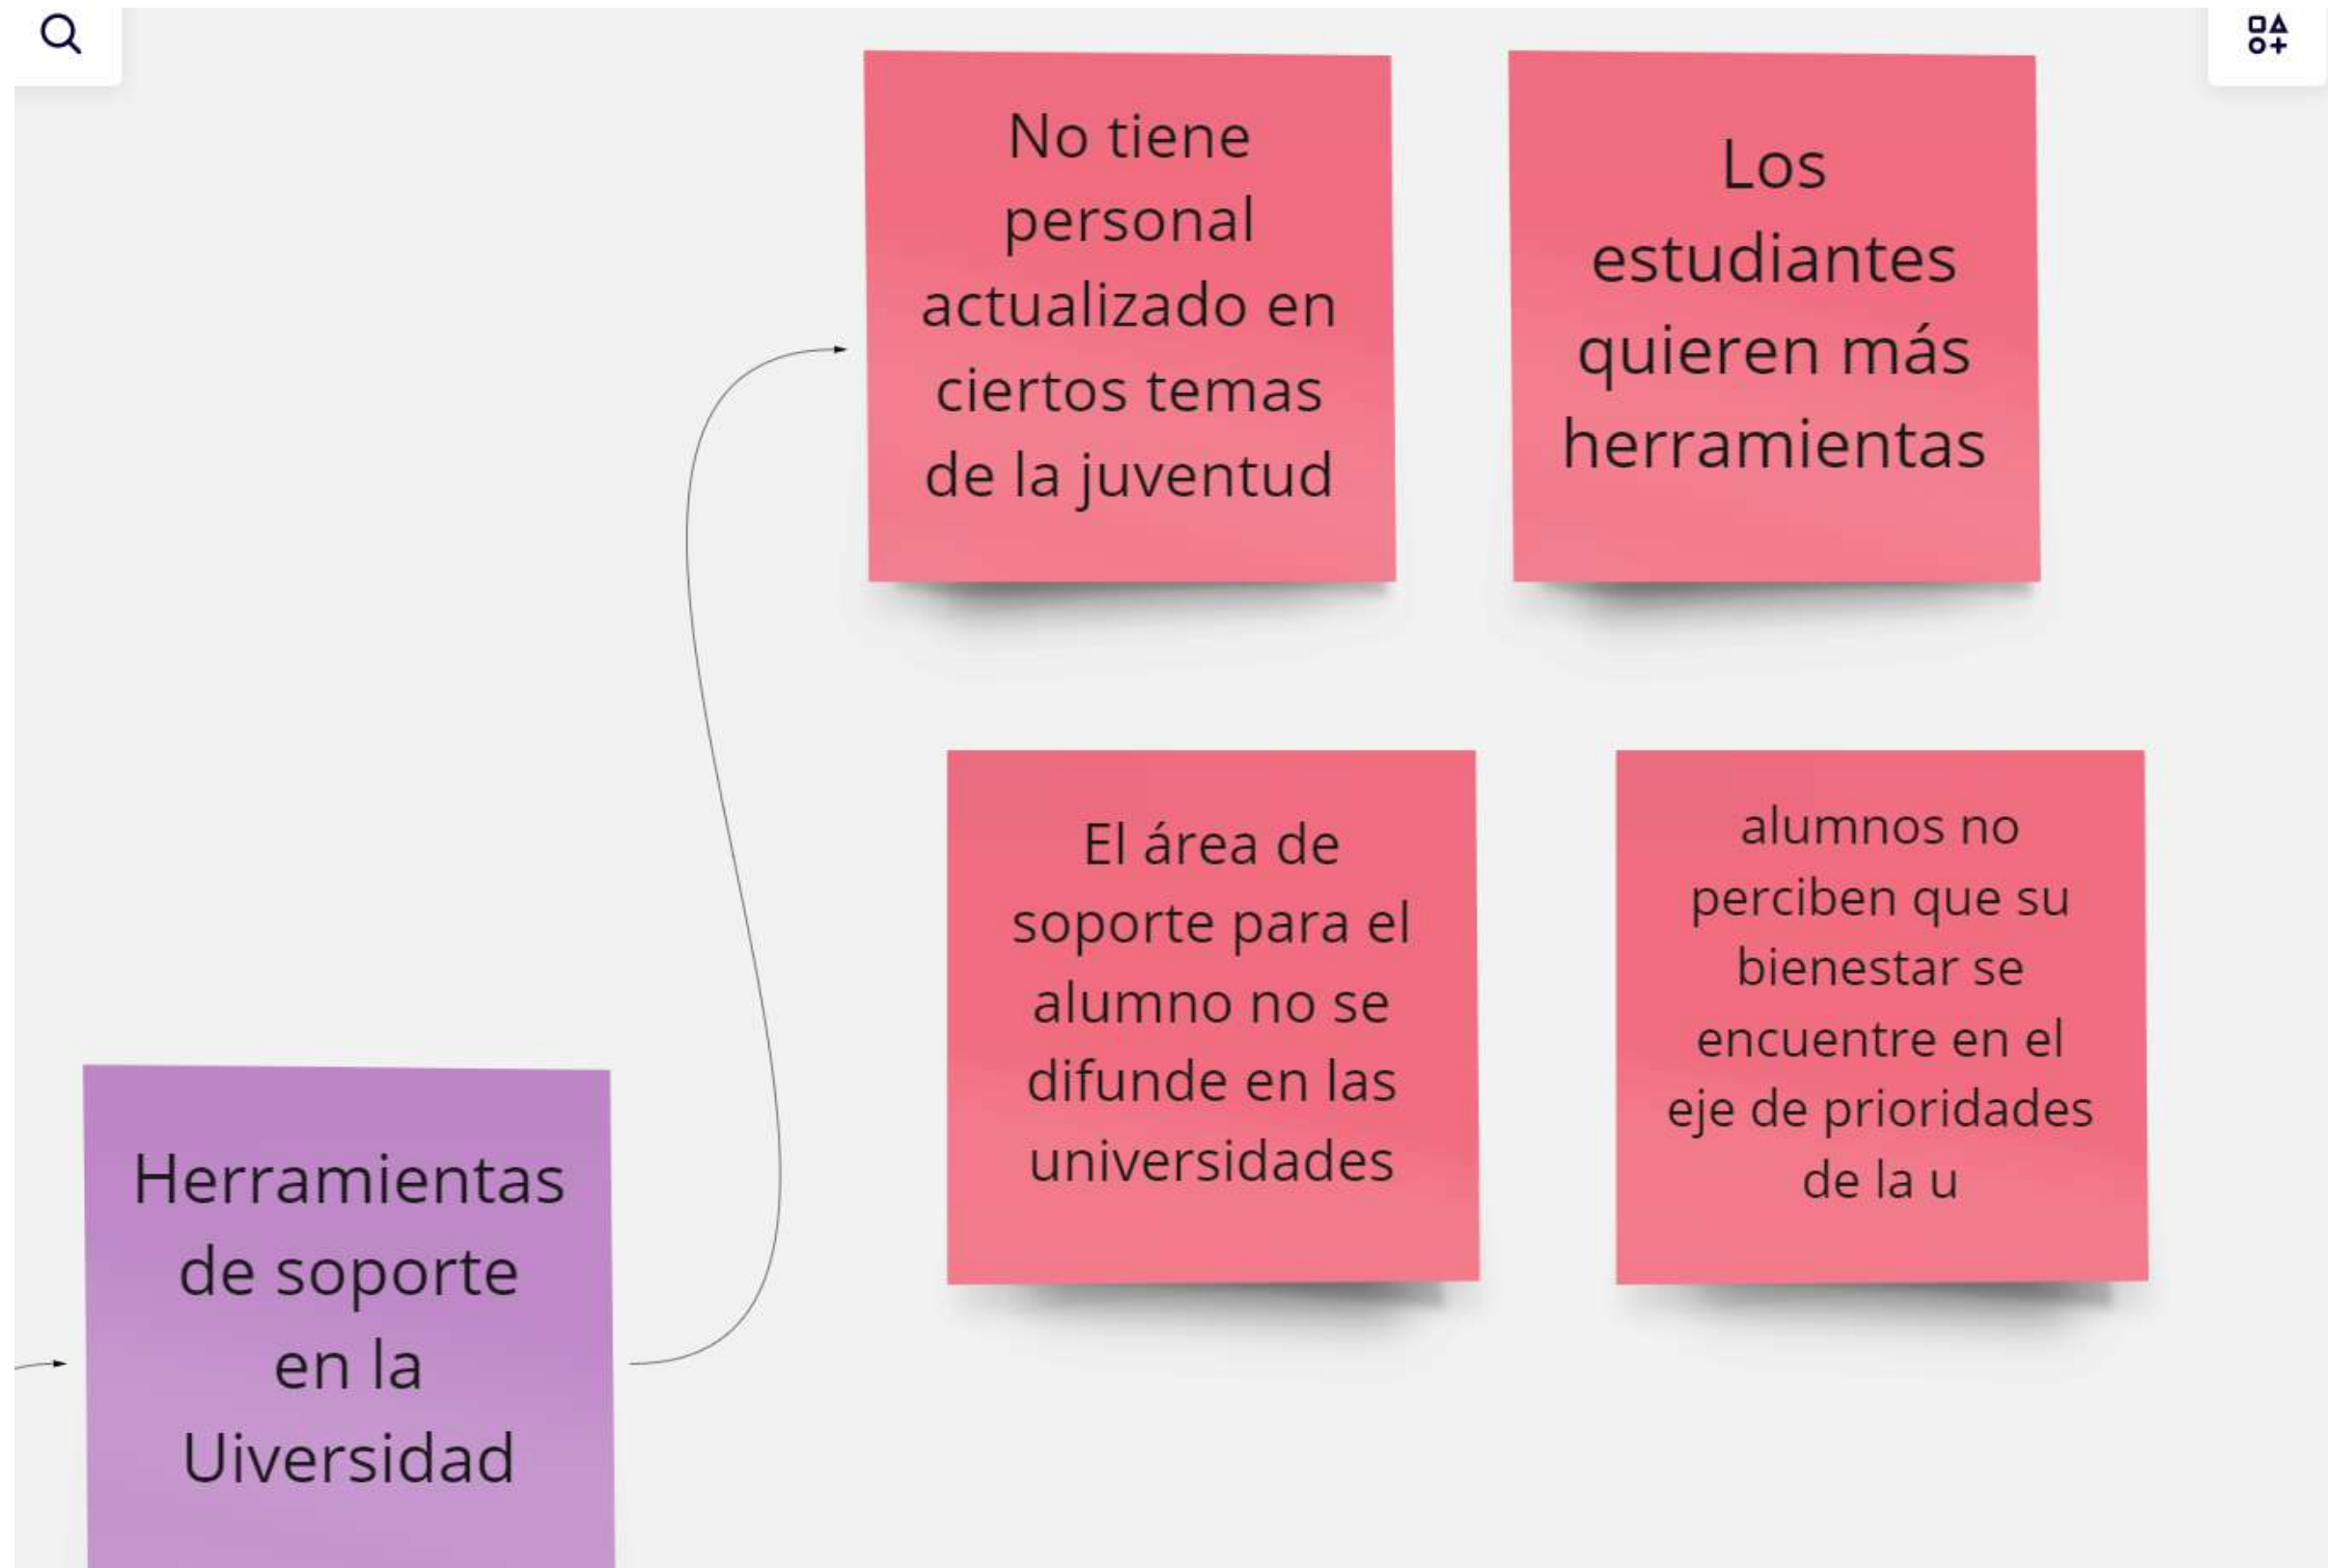 No tiene
personal
actualizado en
ciertos temas
de la juventud
Los
estudiantes
quieren más
herramientas
El área de
soporte para el
alumno no se
difunde en las
universidades
alumnos no
perciben que su
bienestar se
encuentre en el
eje de prioridades
de la u
Herramientas
de soporte
en la
Uiversidad